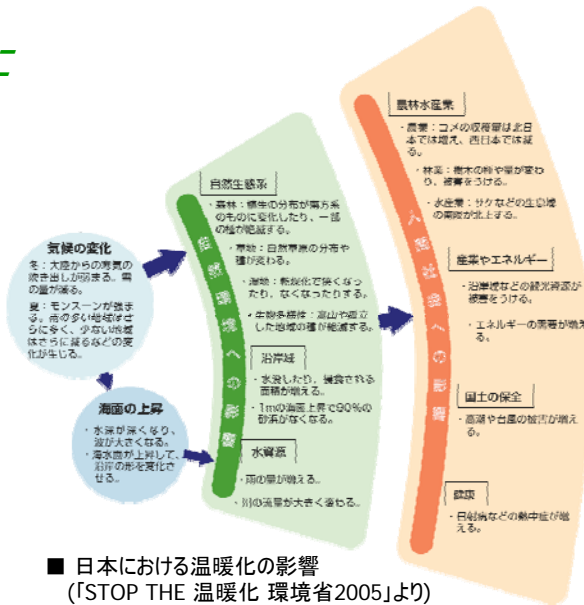 気候の変化
冬：大陸からの寒気の
吹き出しが弱まる。雪
の量が減る。
夏：モンスーンが強ま
る。雨の多い地域はさ
らに多く、少ない地域
はさらに減るなどの変
化が生じる。
海面の上昇
・水深が深くなり、
波が大きくなる。
・海水面が上昇して、
沿岸の形を変化さ
せる。
自然環境への影響
自然生態系
・森林：植生の分布が南方系
のものに変化したり、一部
の種が絶滅する。
・草地：自然草原の分布や
種が変わる。
・湿地：乾燥化で狭くなっ
たり、なくなったりする。
・生物多様性：高山や孤立
した地域の種が絶滅する。
沿岸域
・水没したり、侵食される
面積が増える。
・1mの海面上昇で90％の
砂浜がなくなる。
水資源
・雨の量が増える。
・川の流量が大きく変わる。
人間社会への影響
農林水産業
・農業：コメの収穫量は北日
本では増え、西日本では減
る。
・林業：樹木の種や量が変わ
り、被害をうける。
・水産業：サケなどの生息域
の南限が北上する。
産業やエネルギー
・沿岸域などの観光資源が
被害をうける。
・エネルギーの需要が増え
る。
国土の保全
・高潮や台風の被害が増え
る。
健康
・日射病などの熱中症が増
える。
■ 日本における温暖化の影響
(「STOP THE 温暖化 環境省2005」より)